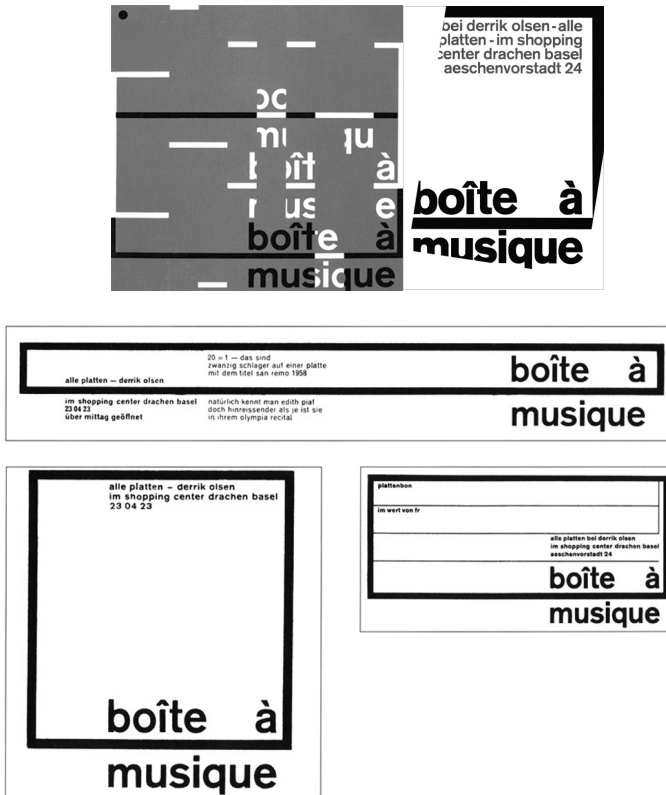 boîte à
musique
bei derrik olsen-alle
platten-im shopping
center drachen basel
aeschenvorstadt 24
boîte à
musique
20 = 1 — das sind
zwanzig schlager auf einer platte
mit dem titel san remo 1958
alle platten — derrik olsen
im shopping center drachen basel
23 04 23
über mittag geöffnet
natürlich kennt man edith piaf
doch hinreissender als je ist sie
in ihrem olympia recital
boîte à
musique
alle platten – derrik olsen
im shopping center drachen basel
23 04 23
boîte à
musique
plattenbon
im wert von fr
alle platten bei derrik olsen
im shopping center drachen basel
aeschenvorstadt 24
boîte à
musique